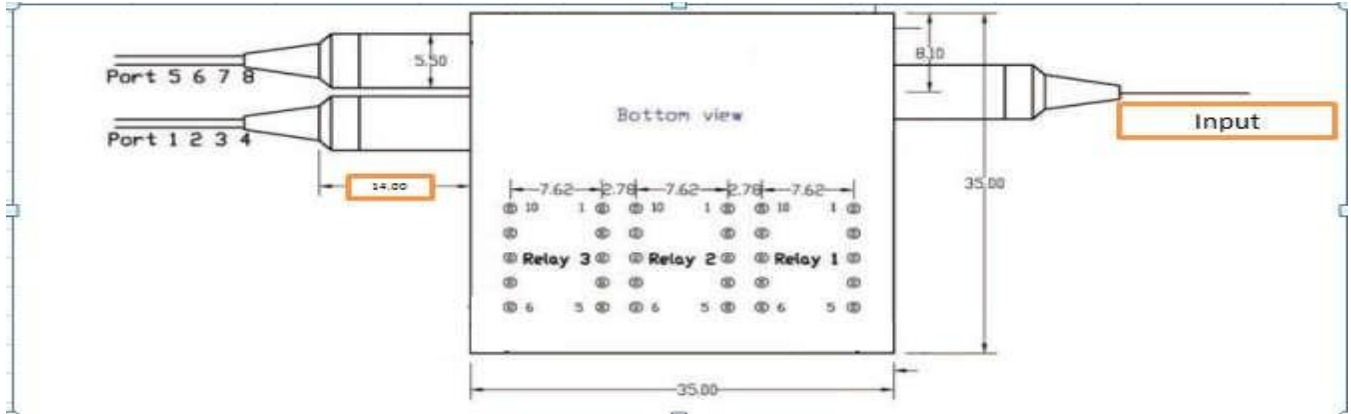 5.50
8.10
Port 5 6 7 8
Bottom view
Input
Port 1 2 3 4
14.00
35.00
7.62 2.78 7.62 2.78 7.62
10 1 10 1 10 1
Relay 3 Relay 2 Relay 1
6 5 6 5 6 5
35.00